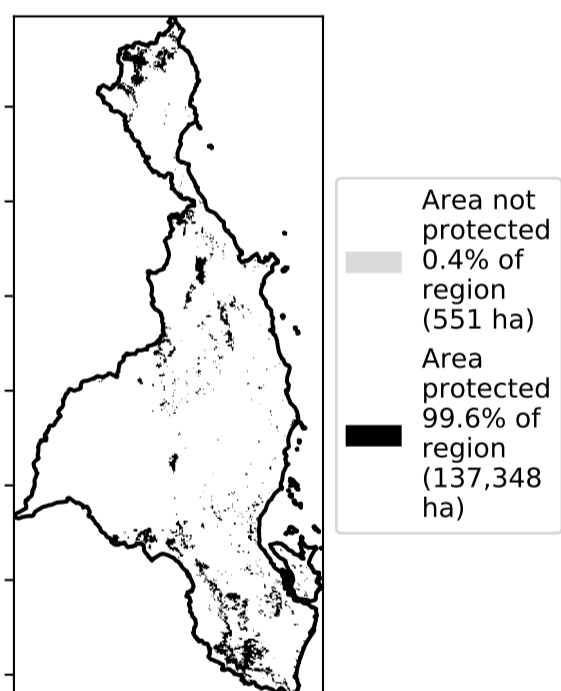 Area not
protected
0.4% of
region
(551 ha)
Area
protected
99.6% of
region
(137,348
ha)